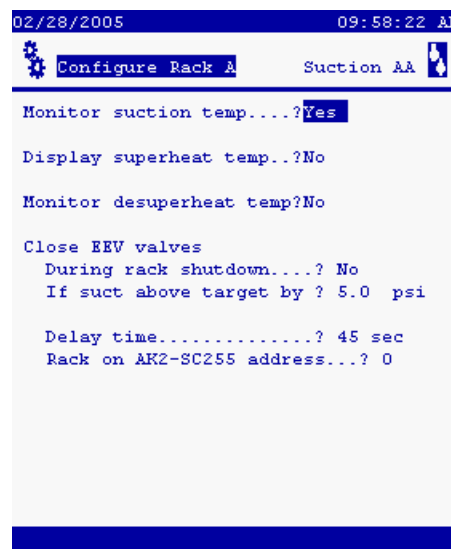 02/28/2005 09:58:22 A
Configure Rack A Suction AA
Monitor suction temp....?Yes
Display superheat temp..?No
Monitor desuperheat temp?No
Close EEV valves
During rack shutdown....? No
If suct above target by ? 5.0 psi
Delay time..............? 45 sec
Rack on AK2-SC255 address...? 0